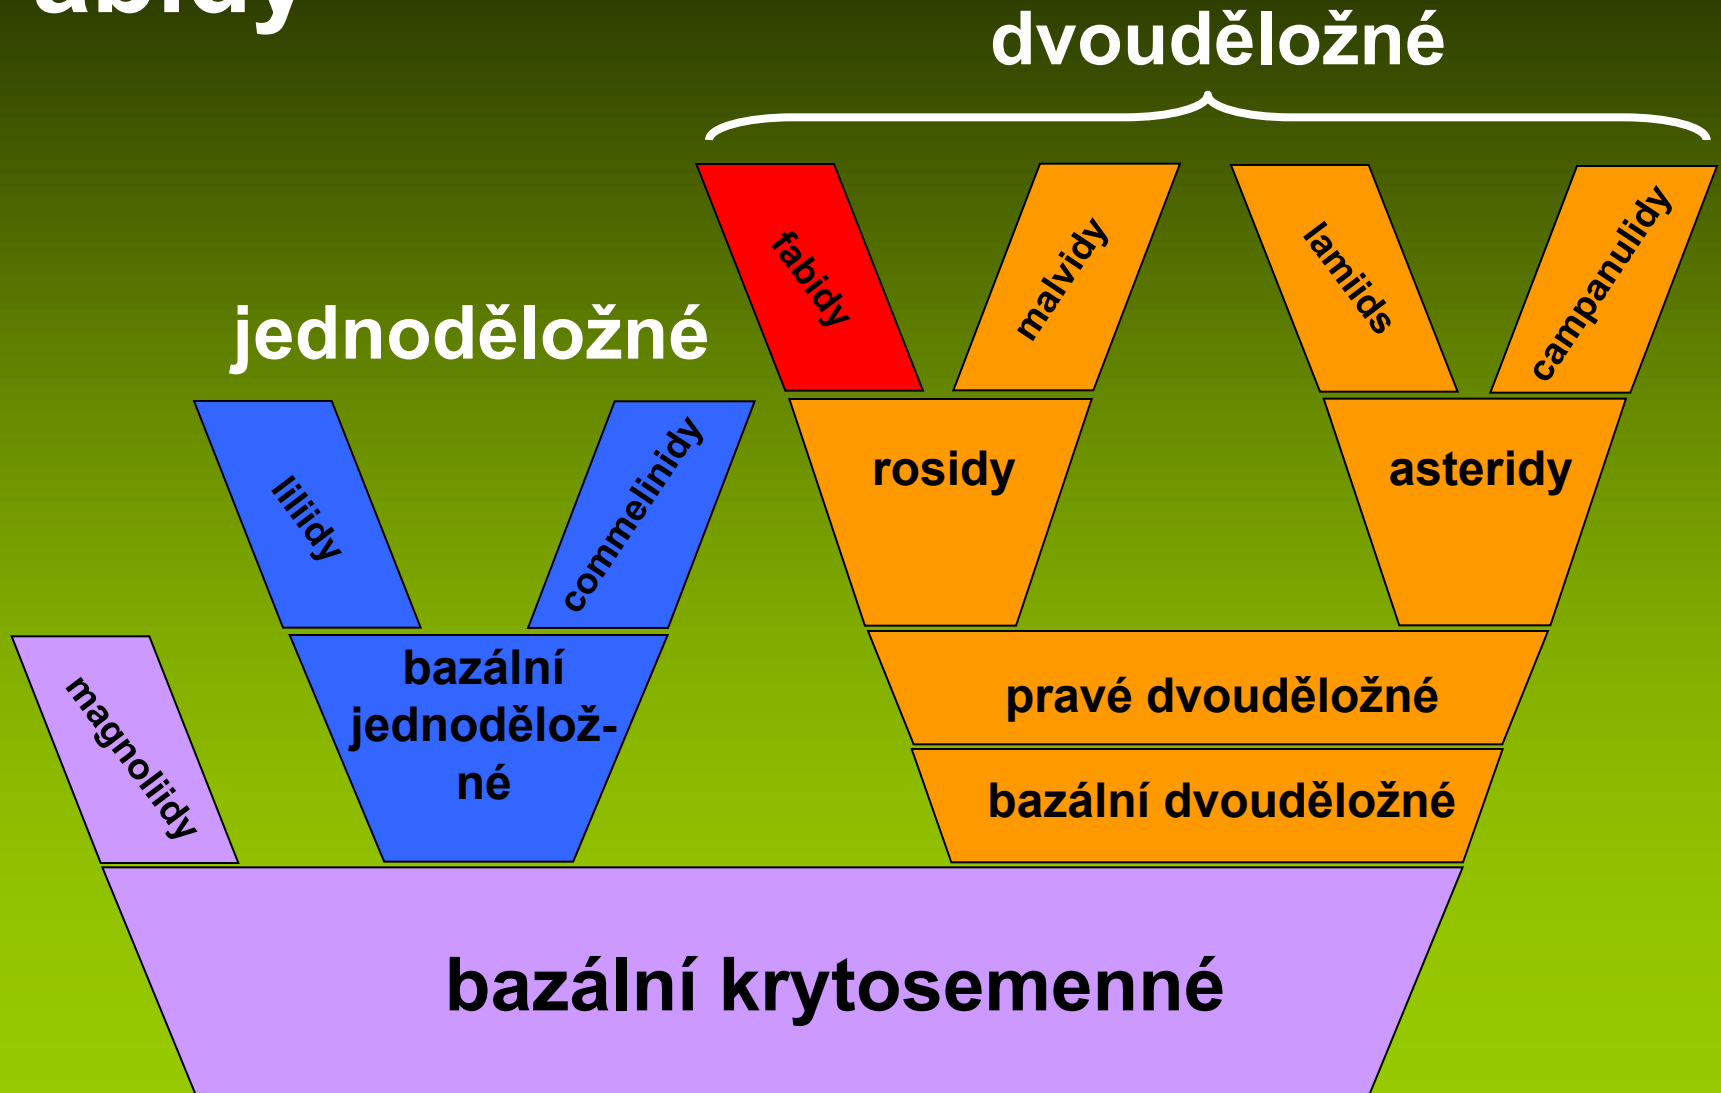 abidy
dvouděložné
fabidy
malvidy
lamiids
campanulidy
jednoděložné
liliidy
commelinidy
rosidy
asteridy
magnoliidy
bazální
jednodělož-
né
pravé dvouděložné
bazální dvouděložné
bazální krytosemenné